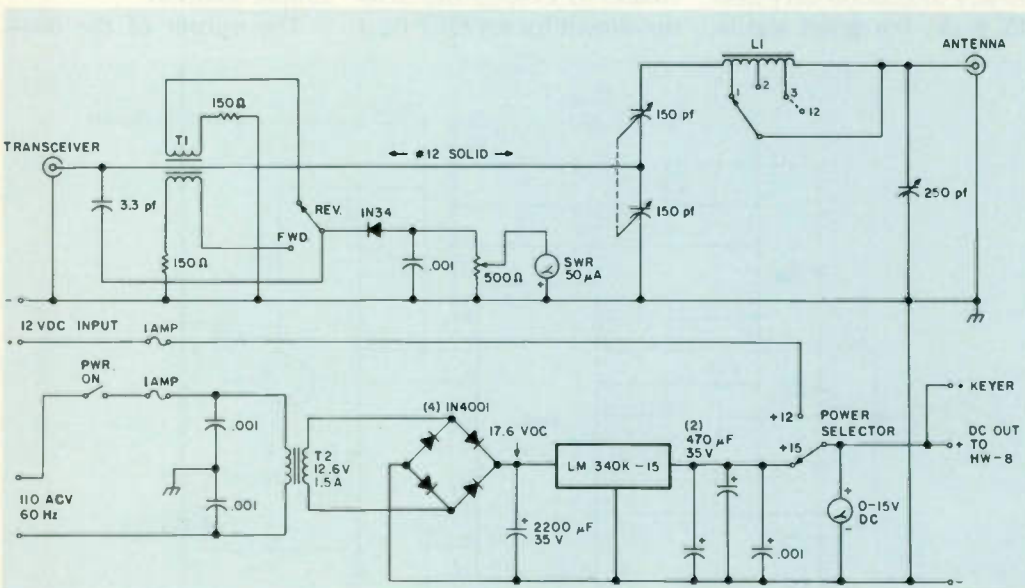 L1
ANTENNA
1
2
3
12
150 Ω
150 pf
T1
TRANSCEIVER
#12 SOLID
3.3 pf
REV.
1N34
150 pf
250 pf
FWD.
150Ω
.001
500Ω
SWR
50 µA
+
-
12 VDC INPUT
1 AMP
+
PWR.
ON
1 AMP
+12
POWER
SELECTOR
+ KEYER
(4) 1N4001
17.6 VOC
+15
+ DC OUT
TO
HW-8
.001
T2
12.6V
1.5A
LM 340K-15
(2)
470 µF
35 V
110 ACV
60 Hz
.001
+
2200 µF
35 V
+
+
+
.001
+
0-15V
DC
-
-